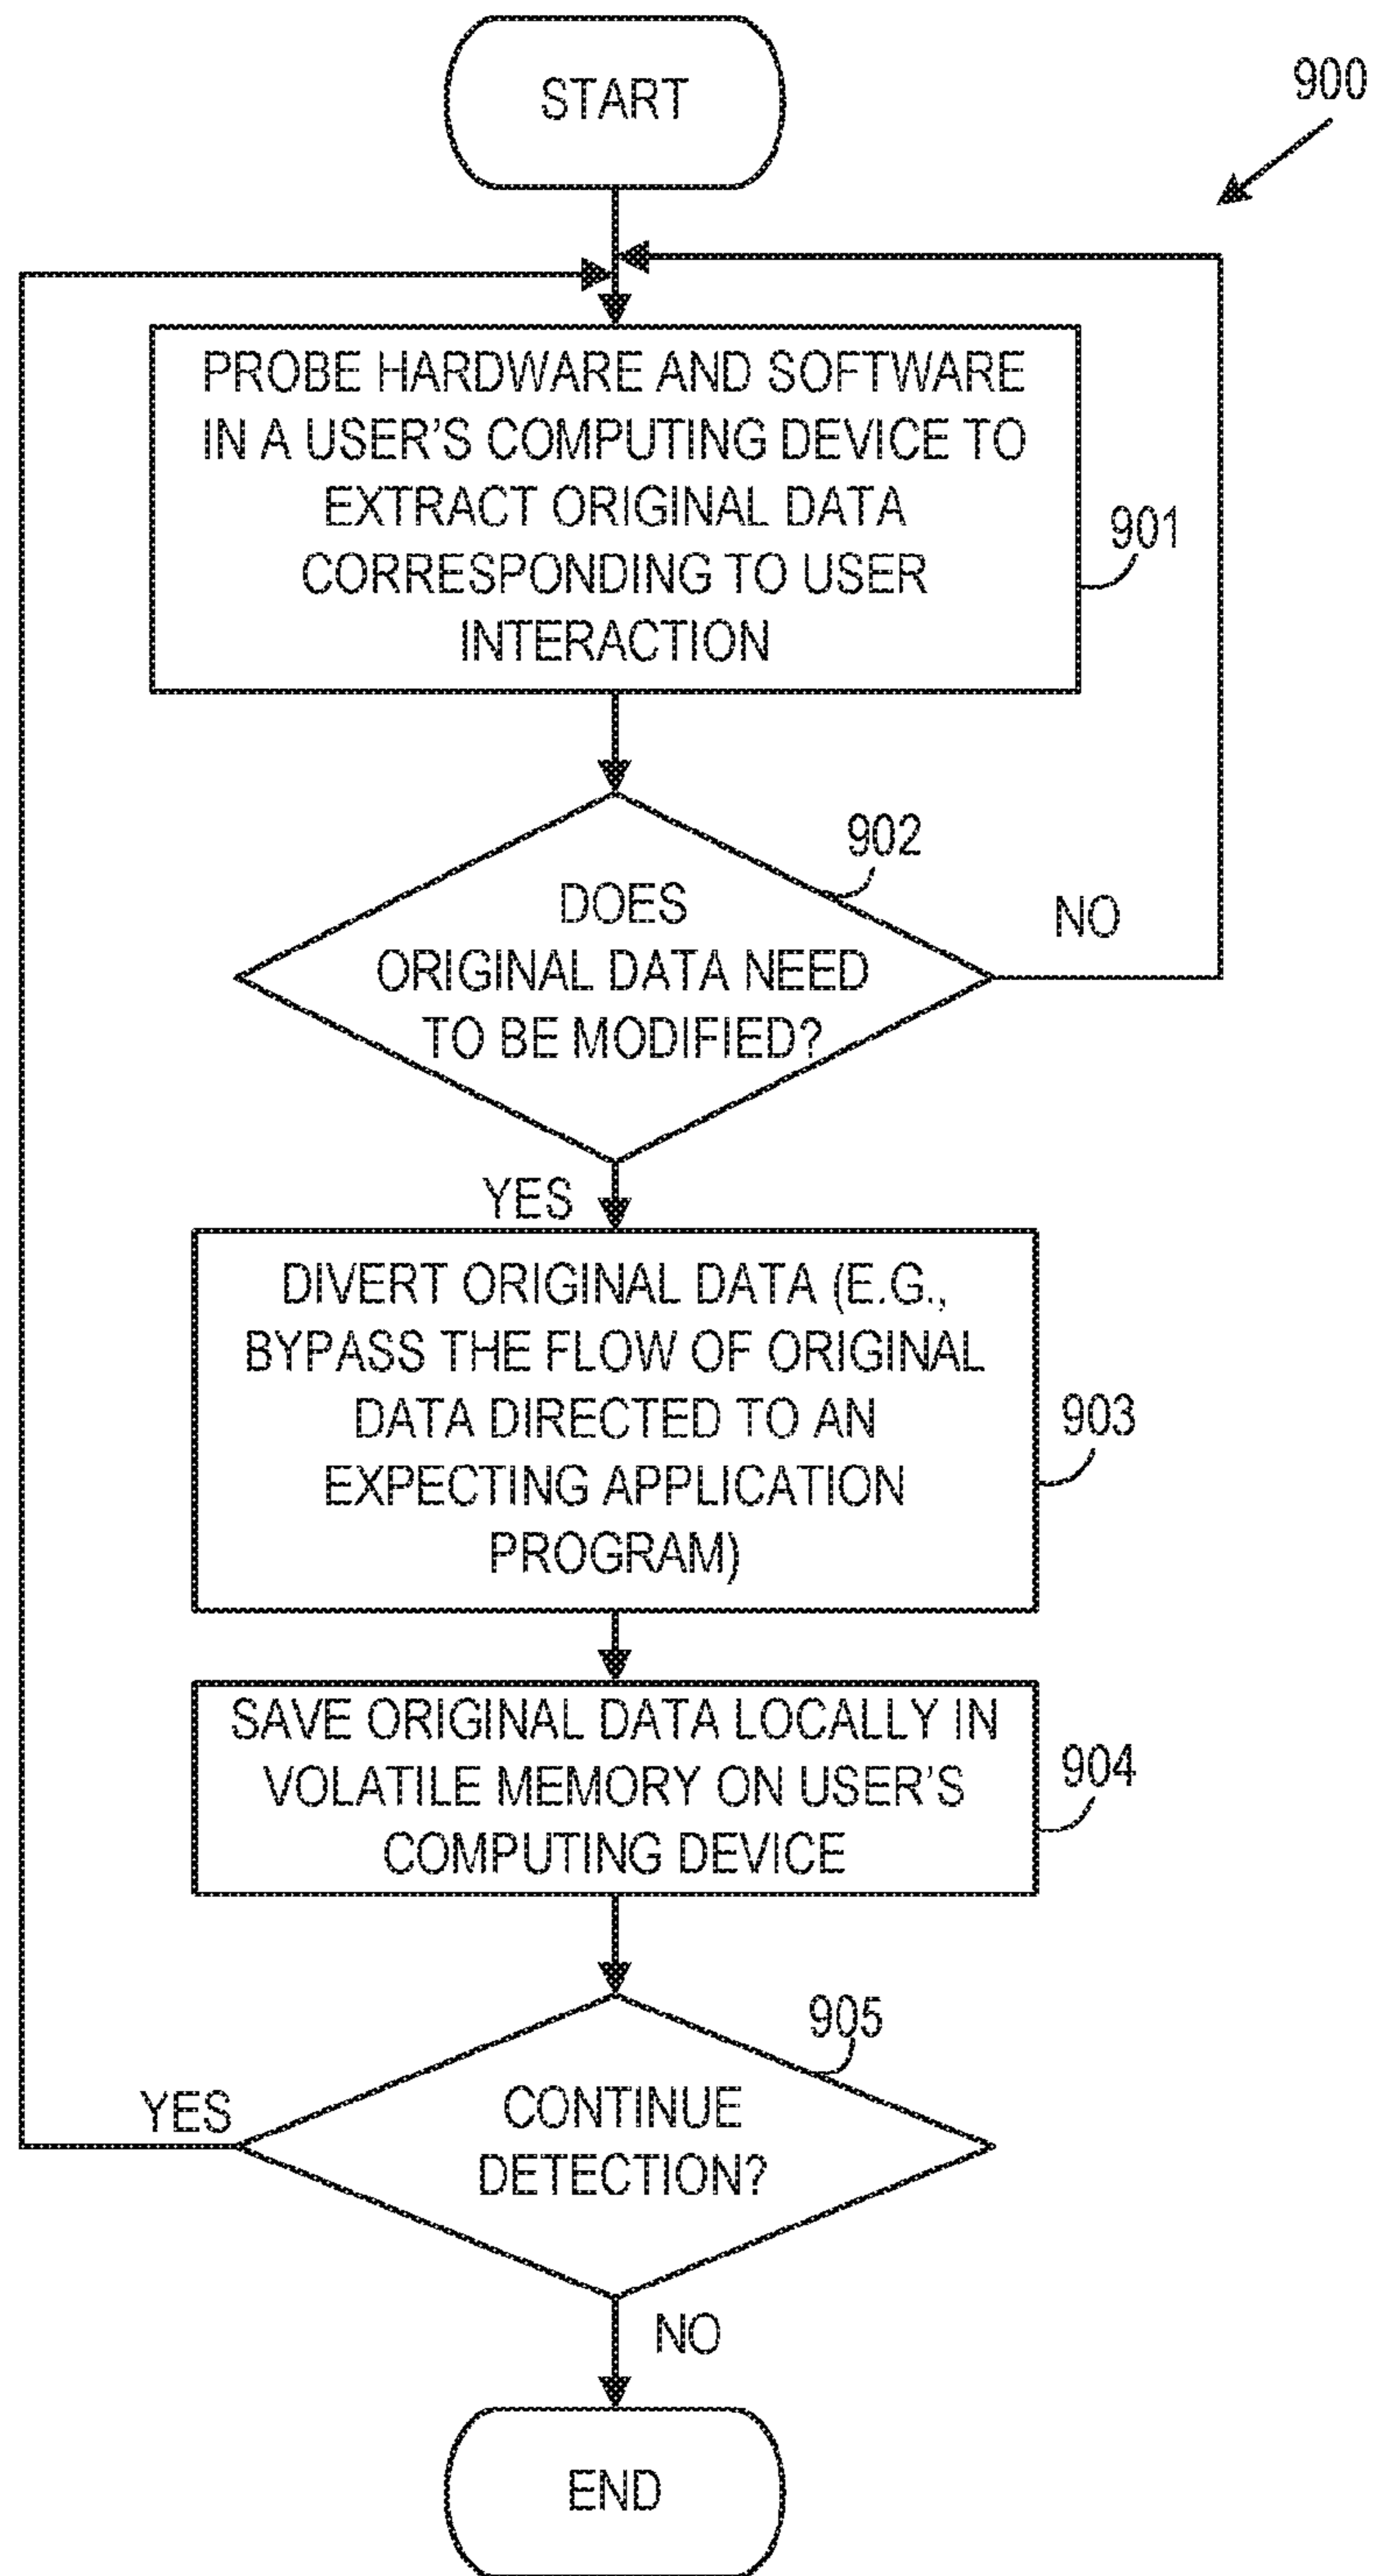 START
900
PROBE HARDWARE AND SOFTWARE
IN A USER'S COMPUTING DEVICE TO
EXTRACT ORIGINAL DATA
CORRESPONDING TO USER
INTERACTION
901
902
DOES
ORIGINAL DATA NEED
TO BE MODIFIED?
NO
YES
DIVERT ORIGINAL DATA (E.G.,
BYPASS THE FLOW OF ORIGINAL
DATA DIRECTED TO AN
EXPECTING APPLICATION
PROGRAM)
903
SAVE ORIGINAL DATA LOCALLY IN
VOLATILE MEMORY ON USER'S
COMPUTING DEVICE
904
905
CONTINUE
DETECTION?
YES
NO
END